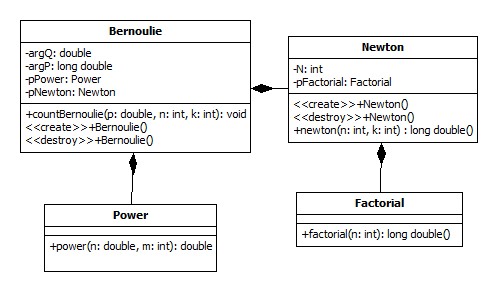 Bernoulie
-argQ: double
-argP: long double
-pPower: Power
-pNewton: Newton
+countBernoulie(p: double, n: int, k: int): void
<<create>>+Bernoulie()
<<destroy>>+Bernoulie()
Newton
-N: int
-pFactorial: Factorial
<<create>>+Newton()
<<destroy>>+Newton()
+newton(n: int, k: int) : long double()
Power
+power(n: double, m: int): double
Factorial
+factorial(n: int): long double()